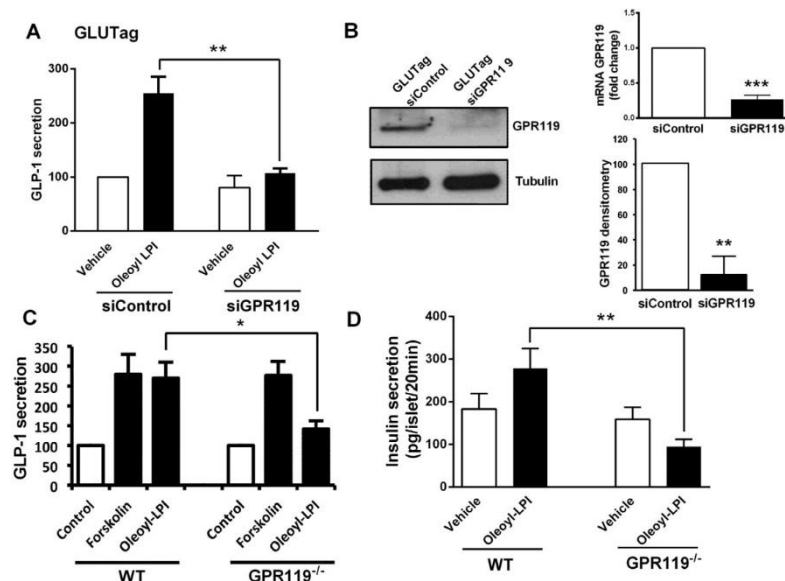 A
GLUTag
**
GLP-1 secretion
300
200
100
0
Vehicle
Oleoyl LPI
Vehicle
Oleoyl LPI
siControl
siGPR119
B
GLUTag
siControl
GLUTag
siGPR11 9
GPR119
Tubulin
mRNA GPR119
(fold change)
1.5
1.0
0.5
0.0
***
siControl
siGPR119
GPR119 densitometry
120
100
80
60
40
20
0
**
siControl
siGPR119
C
*
GLP-1 secretion
350
300
250
200
150
100
50
0
Control
Forskolin
Oleoyl-LPI
Control
Forskolin
Oleoyl-LPI
WT
GPR119-/-
D
**
Insulin secretion
(pg/islet/20min)
400
300
200
100
0
Vehicle
Oleoyl-LPI
Vehicle
Oleoyl-LPI
WT
GPR119-/-